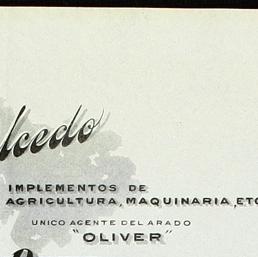 lcedo
IMPLEMENTOS DE
AGRICULTURA, MAQUINARIA, ETC
UNICO AGENTE DEL ARADO
"OLIVER"